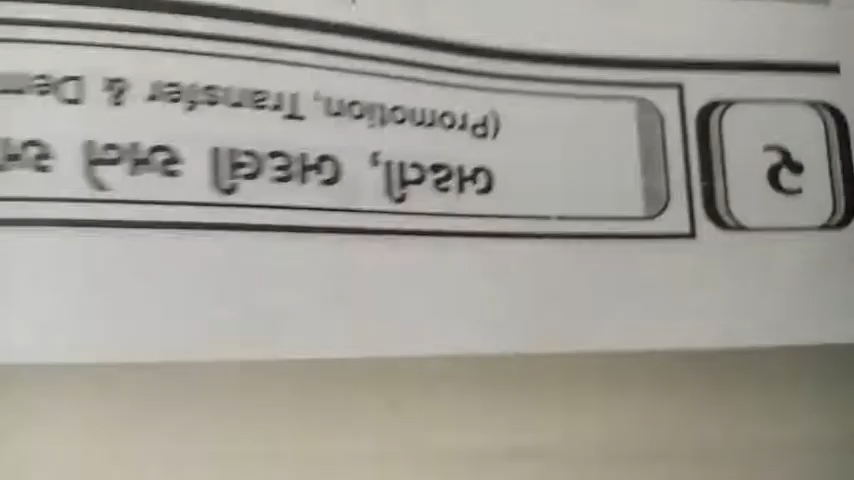 ૨
બઢતી, બદલી અને
(Promotion, Transfer &